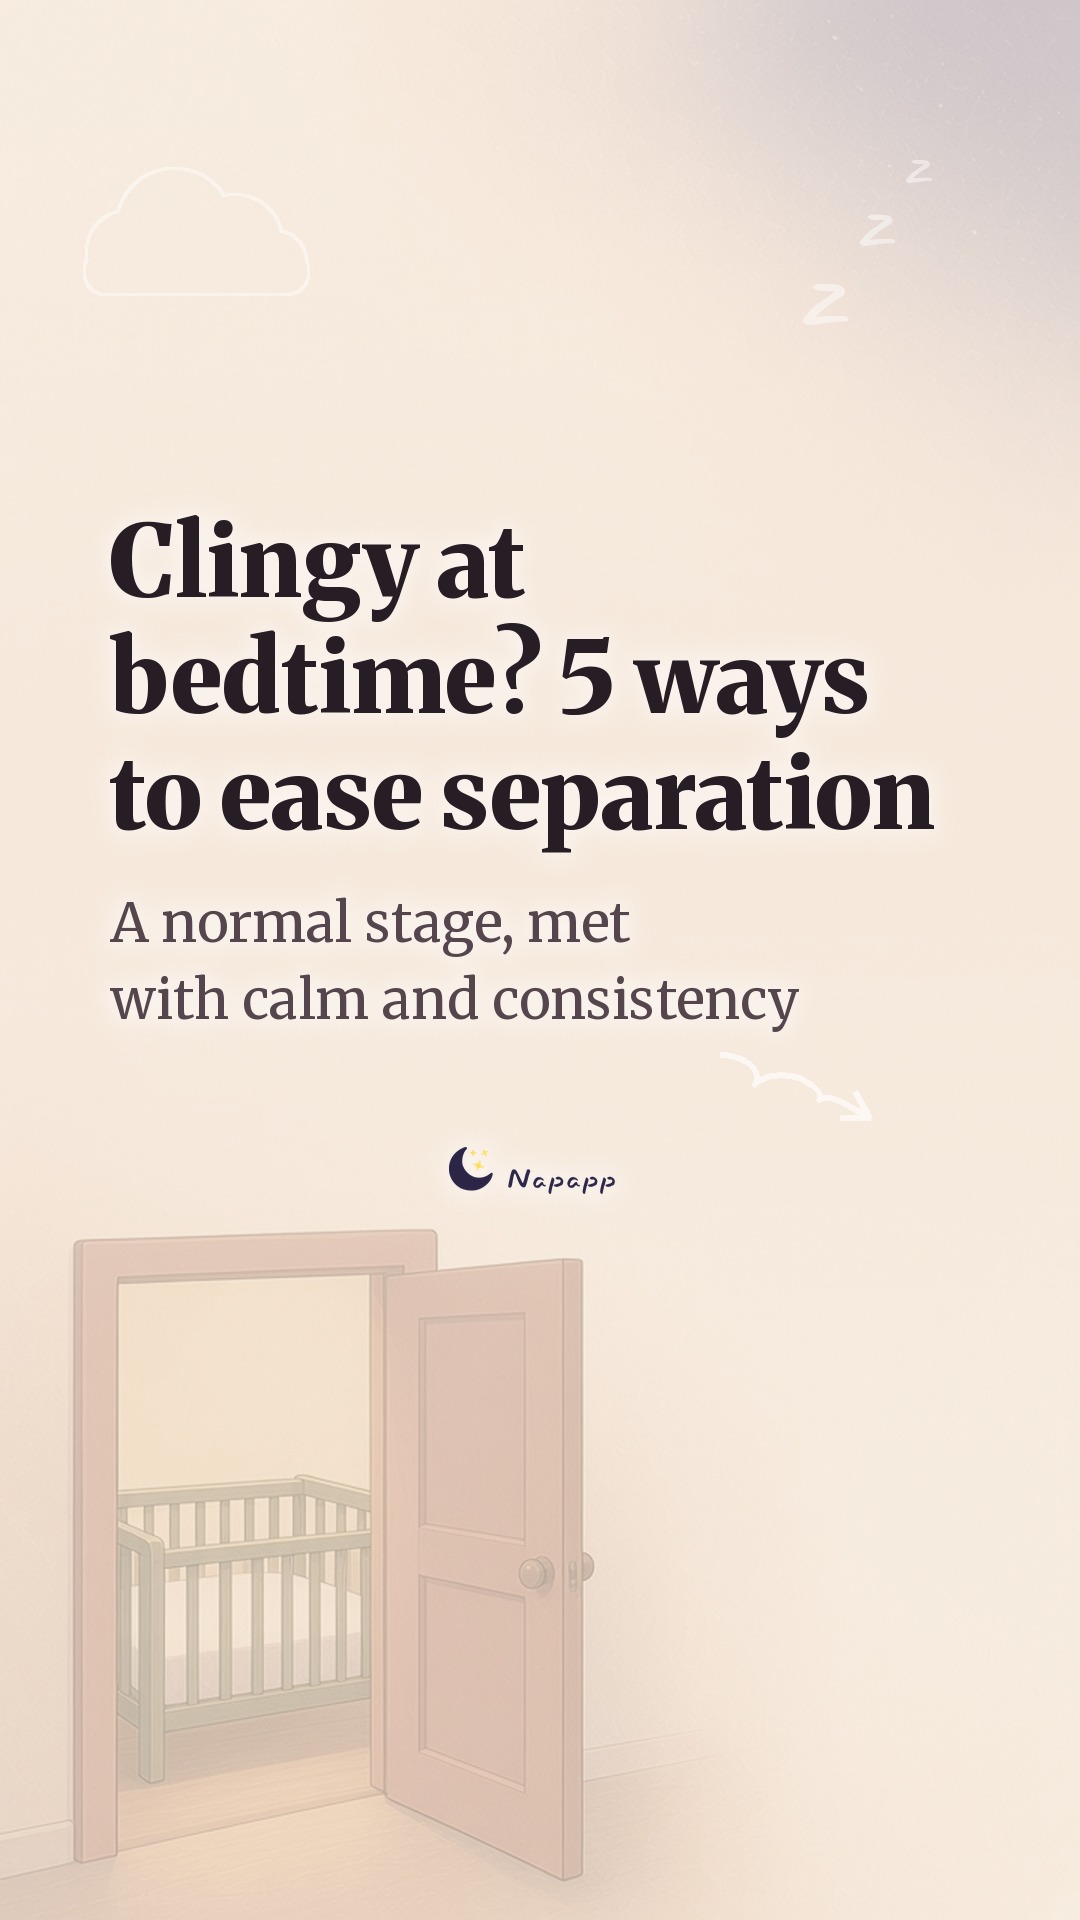 z
z
z
Clingy at
bedtime? 5 ways
to ease separation
A normal stage, met
with calm and consistency
Napapp